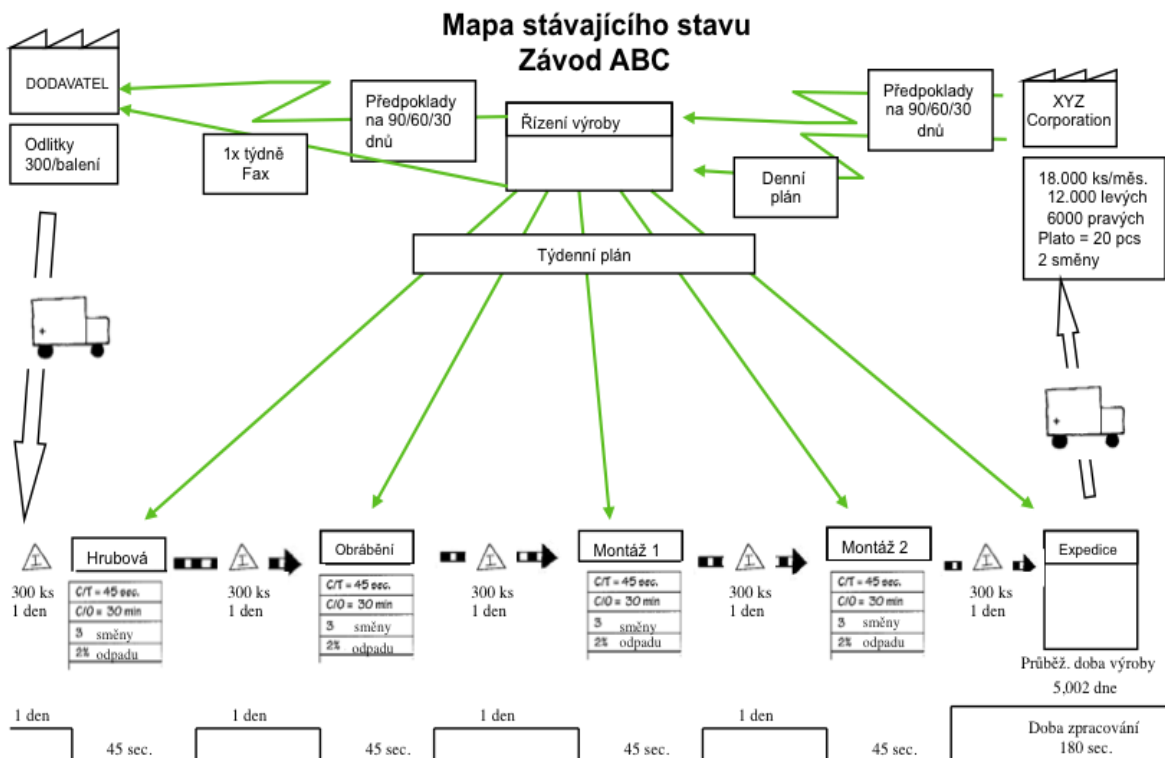 Mapa stávajícího stavu
Závod ABC
DODAVATEL
Odlitky
300/balení
1x týdně
Fax
Předpoklady
na 90/60/30
dnů
Řízení výroby
Předpoklady
na 90/60/30
dnů
Denní
plán
XYZ
Corporation
18.000 ks/měs.
12.000 levých
6000 pravých
Plato = 20 pcs
2 směny
Týdenní plán
I
300 ks
1 den
Hrubová
C/T = 45 sec.
C/O = 30 min
3 směny
2% odpadu
I
300 ks
1 den
Obrábění
C/T = 45 sec.
C/O = 30 min
3 směny
2% odpadu
I
300 ks
1 den
Montáž 1
C/T = 45 sec.
C/O = 30 min
3 směny
2% odpadu
I
300 ks
1 den
Montáž 2
C/T = 45 sec.
C/O = 30 min
3 směny
2% odpadu
I
300 ks
1 den
Expedice
Průběž. doba výroby
5,002 dne
1 den
45 sec.
1 den
45 sec.
1 den
45 sec.
1 den
45 sec.
Doba zpracování
180 sec.